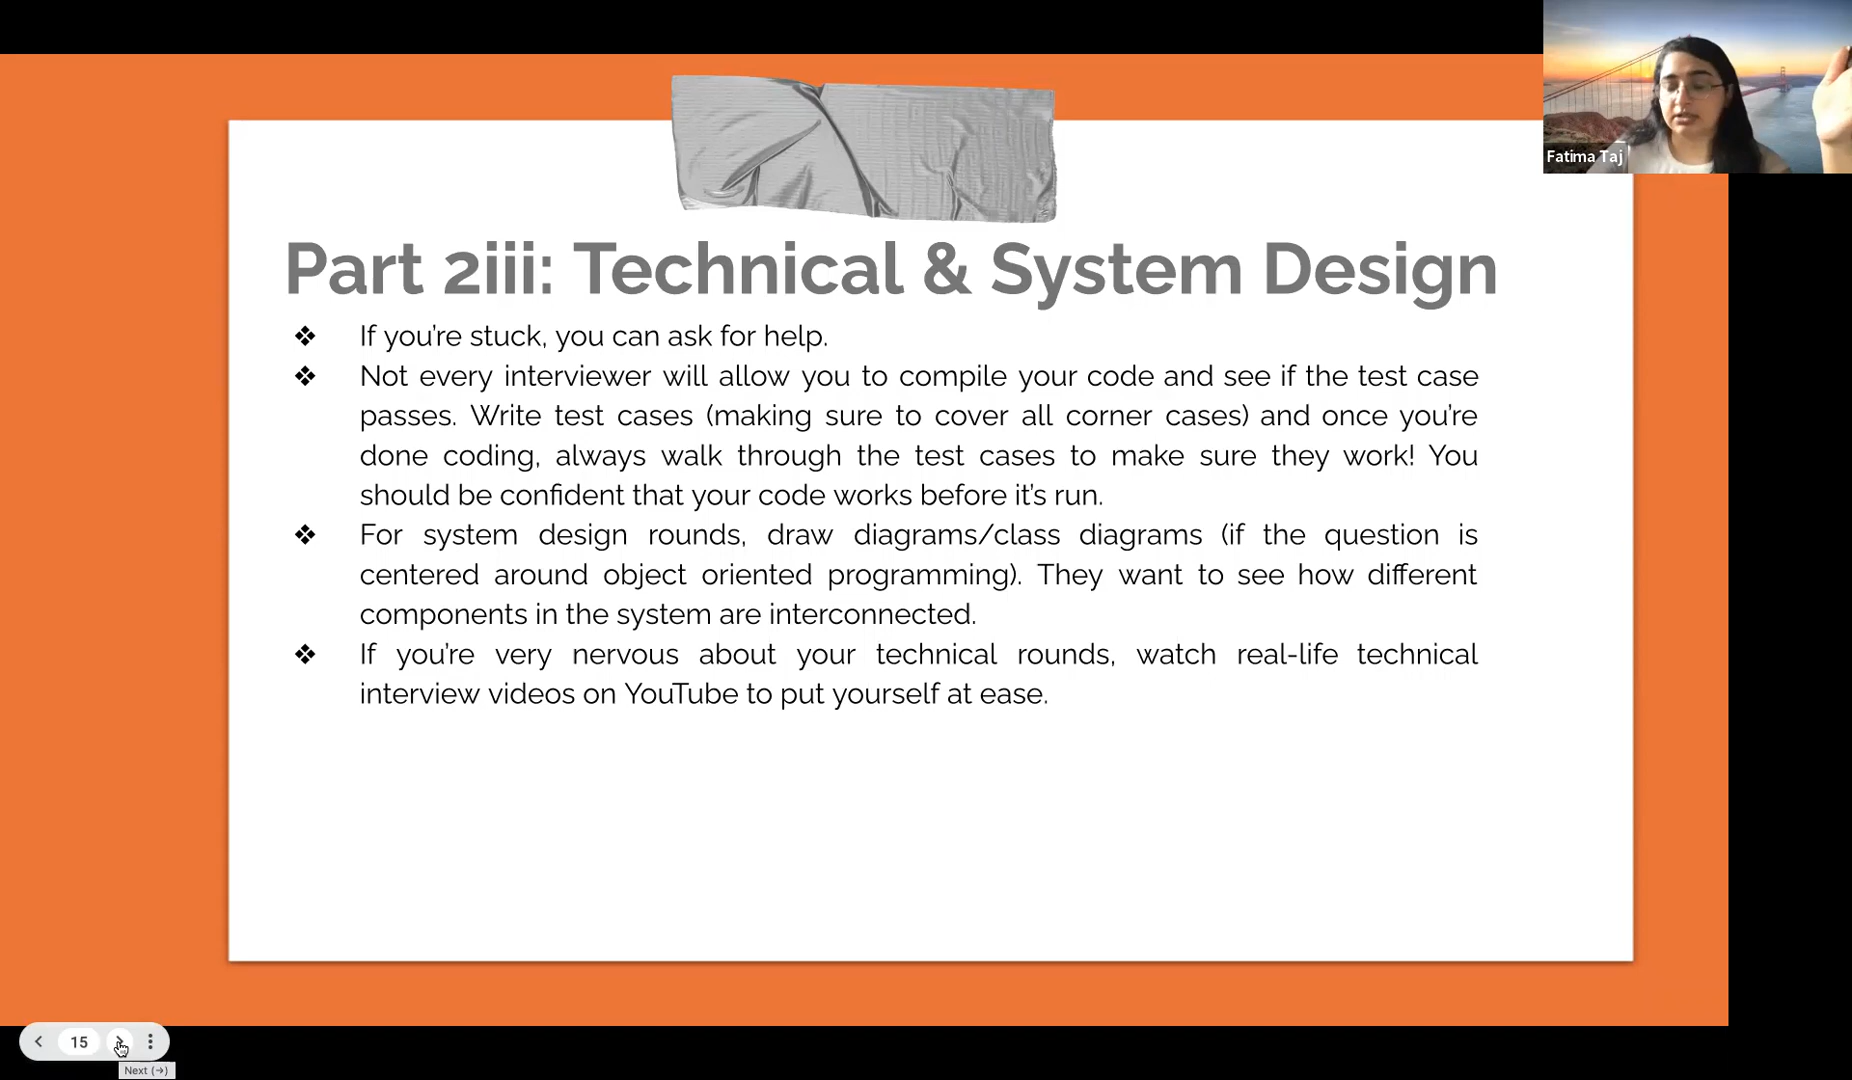 Fatima Taj
Part 2iii: Technical & System Design
❖ If you're stuck, you can ask for help.
❖ Not every interviewer will allow you to compile your code and see if the test case
passes. Write test cases (making sure to cover all corner cases) and once you're
done coding, always walk through the test cases to make sure they work! You
should be confident that your code works before it's run.
❖ For system design rounds, draw diagrams/class diagrams (if the question is
centered around object oriented programming). They want to see how different
components in the system are interconnected.
❖ If you're very nervous about your technical rounds, watch real-life technical
interview videos on YouTube to put yourself at ease.
15
Next (→)